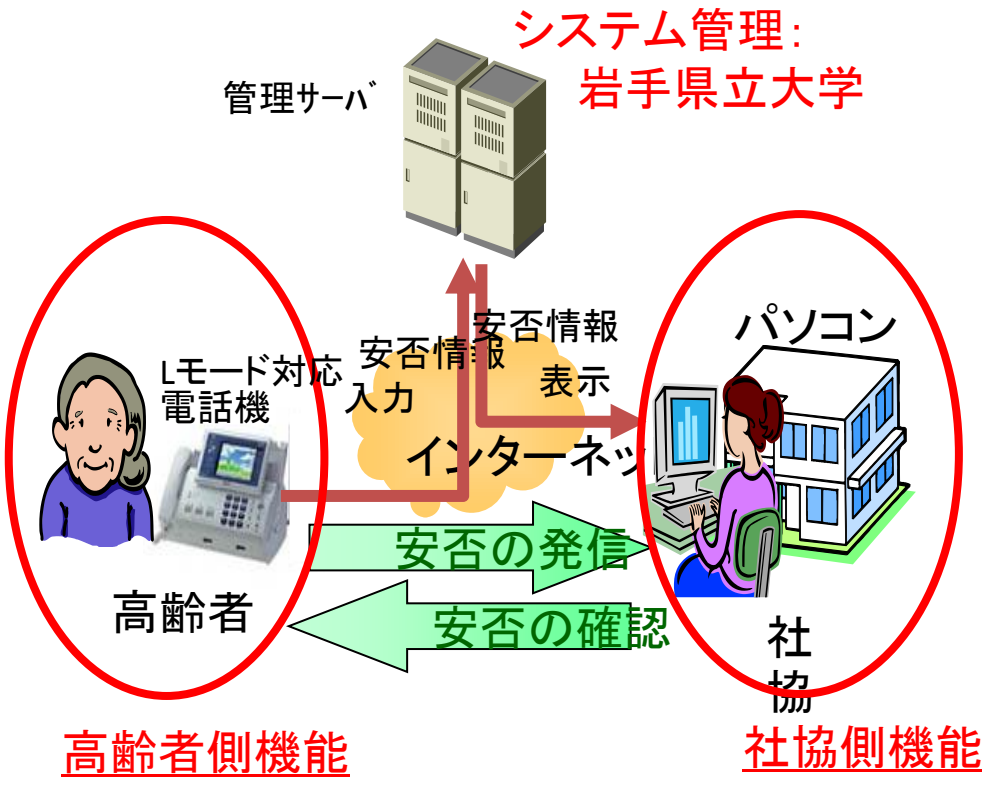 システム管理:
岩手県立大学
管理サーバ
安否情報
表示
安否情報
入力
パソコン
Lモード対応
電話機
インターネッ
安否の発信
安否の確認
高齢者
社
協
高齢者側機能
社協側機能